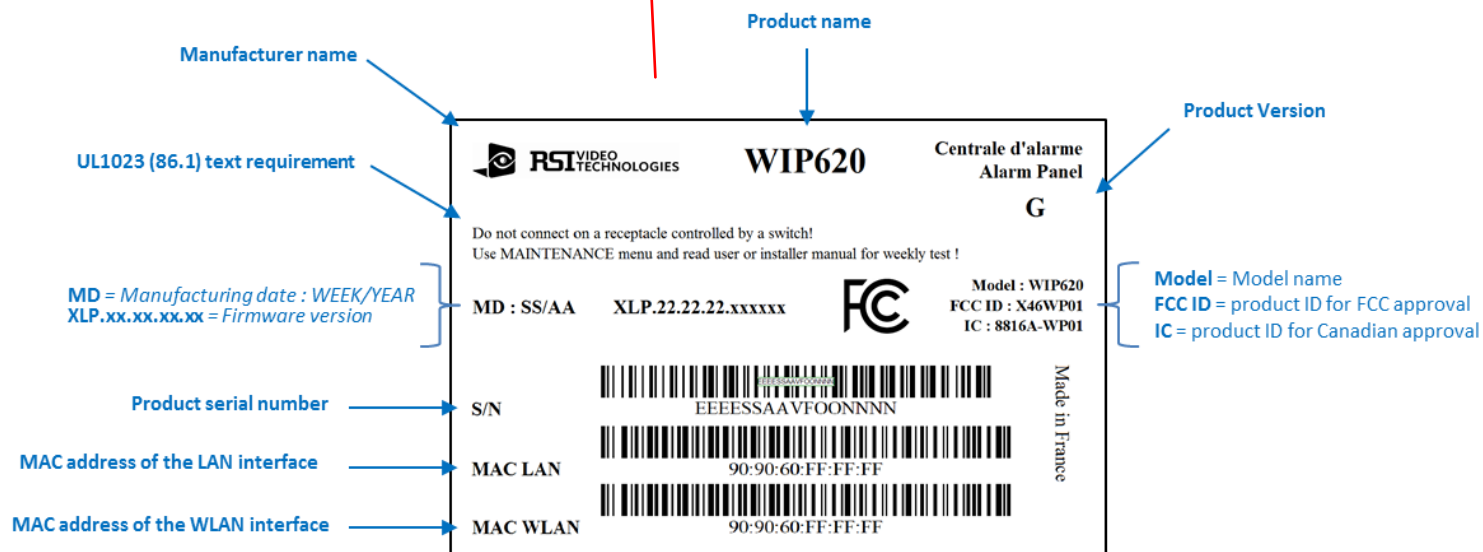 Product name
Manufacturer name
Product Version
UL1023 (86.1) text requirement
RSI VIDEO TECHNOLOGIES
WIP620
Centrale d'alarme
Alarm Panel
G
Do not connect on a receptacle controlled by a switch!
Use MAINTENANCE menu and read user or installer manual for weekly test !
MD = Manufacturing date : WEEK/YEAR
XLP.xx.xx.xx.xx = Firmware version
MD : SS/AA XLP.22.22.22.xxxxxx
FC
Model : WIP620
FCC ID : X46WP01
IC : 8816A-WP01
Model = Model name
FCC ID = product ID for FCC approval
IC = product ID for Canadian approval
Made in France
Product serial number
S/N
EEEESSAAVFOONNNN
EEEESSAAVFOONNNN
MAC address of the LAN interface
MAC LAN
90:90:60:FF:FF:FF
MAC address of the WLAN interface
MAC WLAN
90:90:60:FF:FF:FF